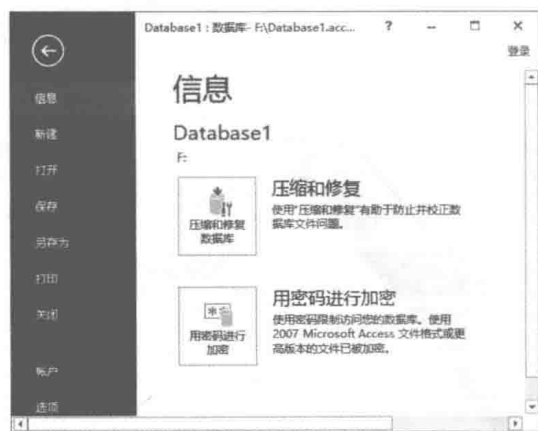 Database1 : 数据库- F:\Database1.acc... ?
登录
信息
新建
打开
保存
另存为
打印
关闭
帐户
选项
信息
Database1
F:
压缩和修复
数据库
压缩和修复
使用"压缩和修复"有助于防止并校正数
据库文件问题。
用密码进行
加密
用密码进行加密
使用密码限制访问您的数据库。使用
2007 Microsoft Access 文件格式或更
高版本的文件已被加密。